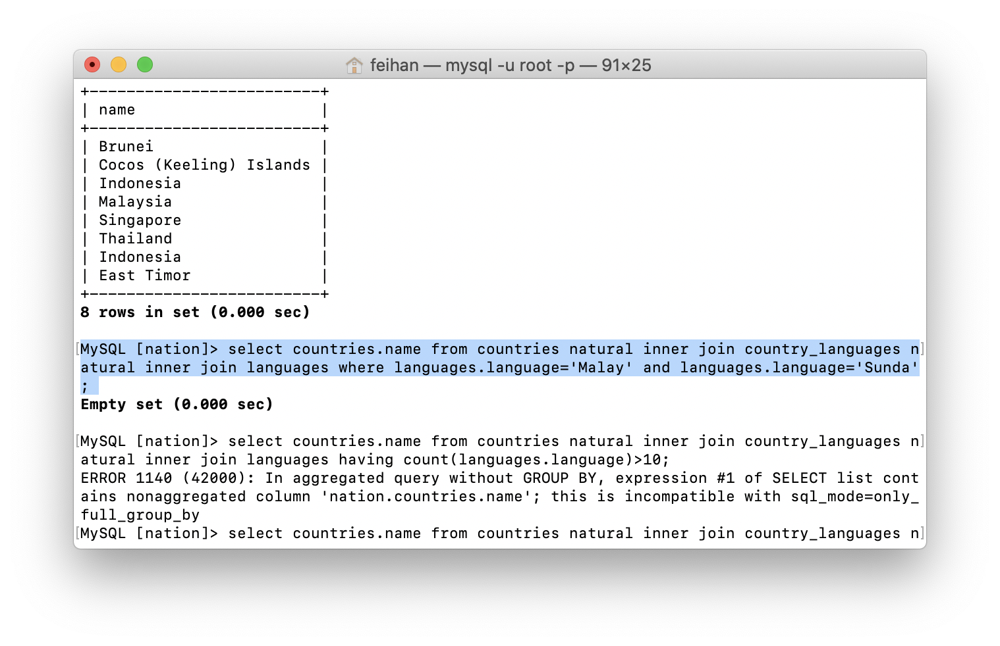 feihan — mysql -u root -p — 91×25
+-------------------------+
| name                    |
+-------------------------+
| Brunei                  |
| Cocos (Keeling) Islands |
| Indonesia               |
| Malaysia                |
| Singapore               |
| Thailand                |
| Indonesia               |
| East Timor              |
+-------------------------+
8 rows in set (0.000 sec)
[MySQL [nation]> select countries.name from countries natural inner join country_languages n]
atural inner join languages where languages.language='Malay' and languages.language='Sunda'
;
Empty set (0.000 sec)
[MySQL [nation]> select countries.name from countries natural inner join country_languages n]
atural inner join languages having count(languages.language)>10;
ERROR 1140 (42000): In aggregated query without GROUP BY, expression #1 of SELECT list cont
ains nonaggregated column 'nation.countries.name'; this is incompatible with sql_mode=only_
full_group_by
[MySQL [nation]> select countries.name from countries natural inner join country_languages n]